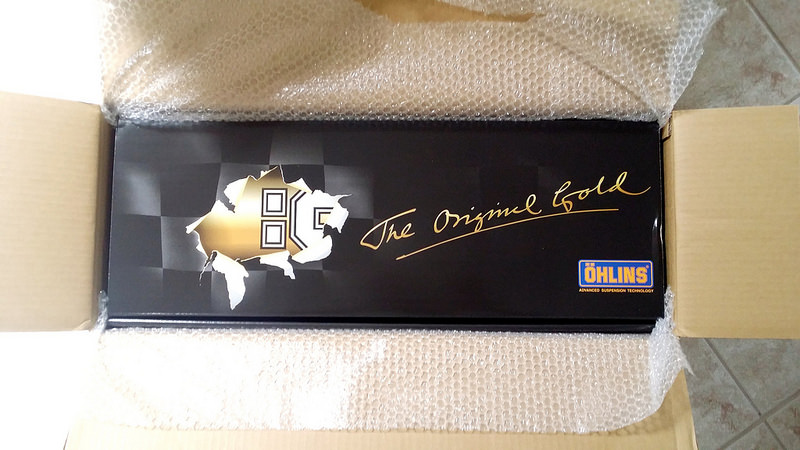 The Original Gold
ÖHLINS®
ADVANCED SUSPENSION TECHNOLOGY